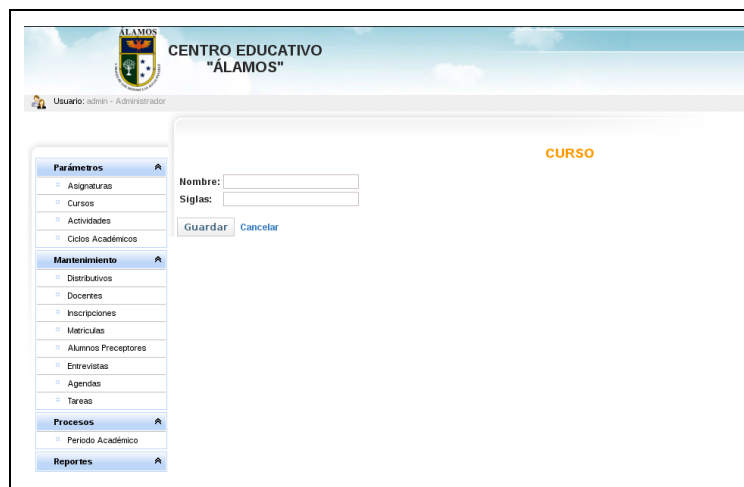 ÁLAMOS
CENTRO EDUCATIVO
"ÁLAMOS"
Usuario: admin - Administrador
CURSO
Parámetros
Asignaturas
Cursos
Actividades
Ciclos Académicos
Mantenimiento
Distributivos
Docentes
Inscripciones
Matriculas
Alumnos Preceptores
Entrevistas
Agendas
Tareas
Procesos
Periodo Académico
Reportes
Nombre:
Siglas:
Guardar Cancelar